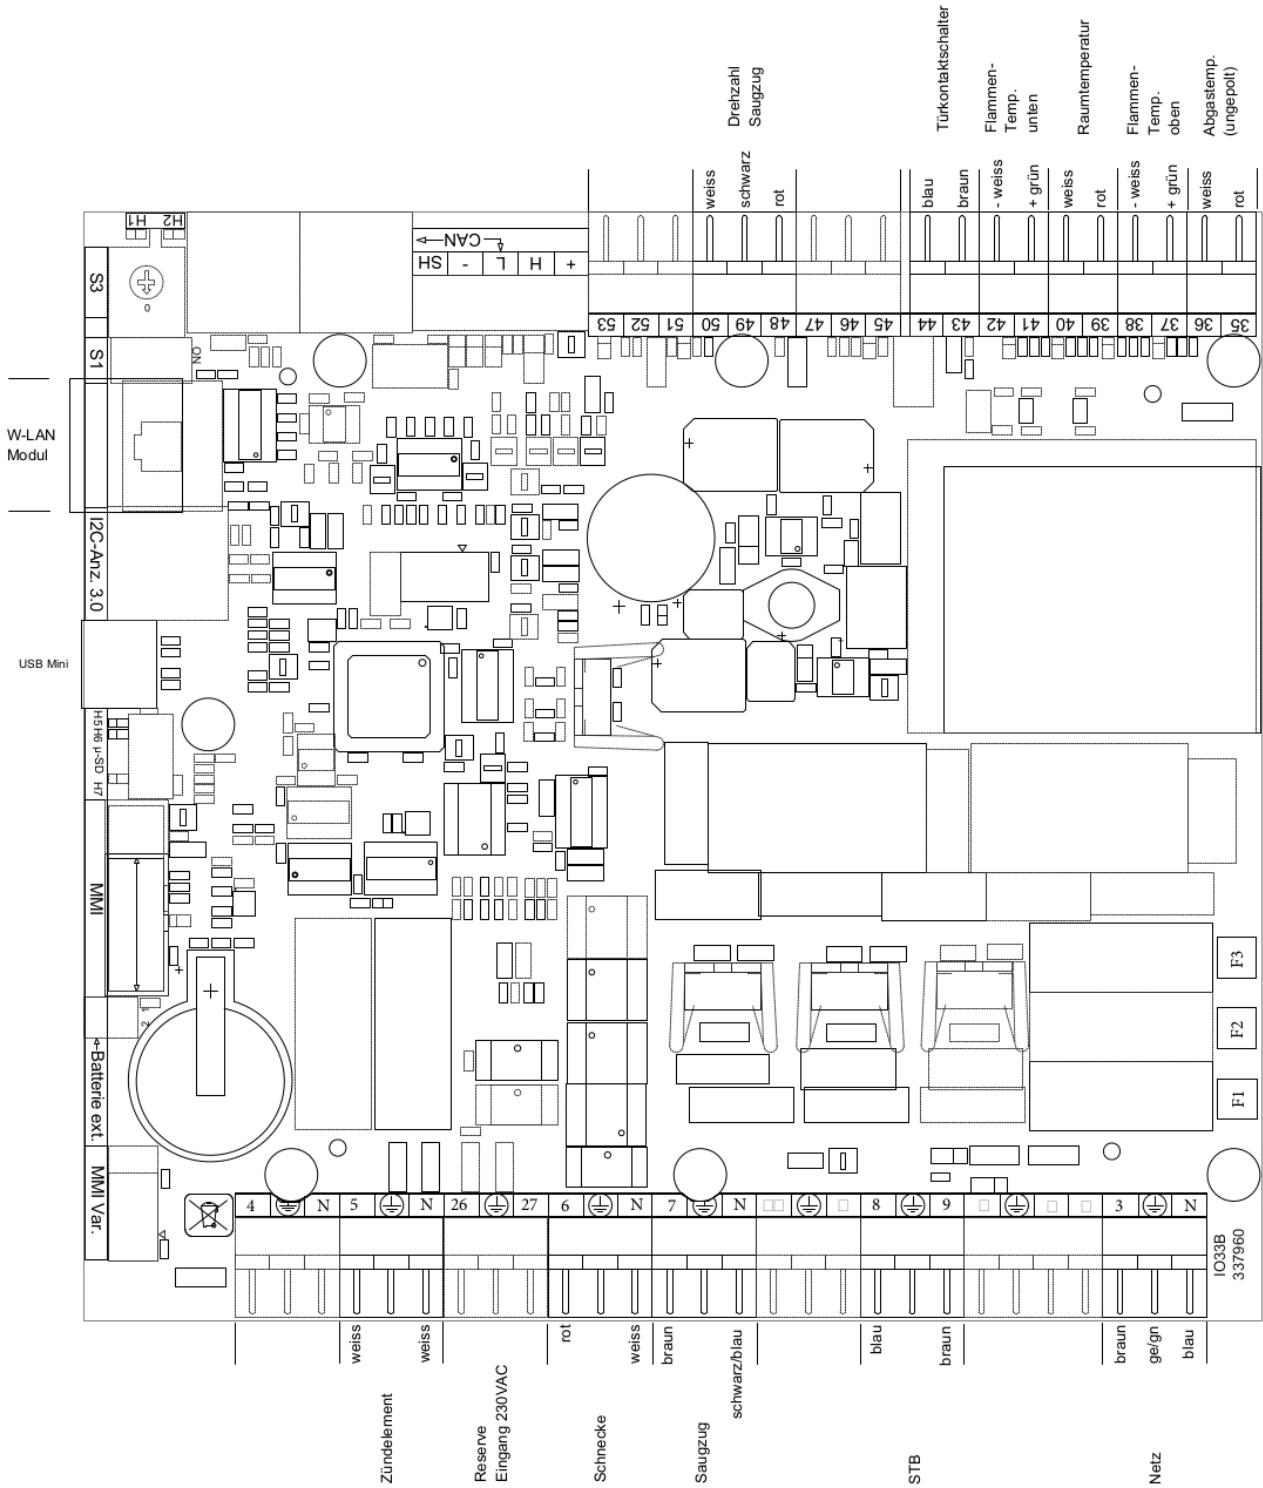 Drehzahl
Saugzug
Türkontaktschalter
Flammen-
Temp.
unten
Raumtemperatur
Flammen-
Temp.
oben
Abgastemp.
(ungepolt)
weiss
schwarz
rot
blau
braun
- weiss
+ grün
weiss
rot
- weiss
+ grün
weiss
rot
H1
H2
CAN
SH
-
L
H
+
S3
0
53
52
51
50
49
48
47
46
45
44
43
42
41
40
39
38
37
36
35
S1
ON
W-LAN
Modul
I2C-Anz. 3.0
USB Mini
H5 H6 µ-SD H7
MMI
2 1
Batterie ext.
MMI Var.
F3
F2
F1
4
N
5
N
26
27
6
N
7
N
8
9
3
N
IO33B
337960
weiss
weiss
rot
weiss
braun
schwarz/blau
blau
braun
braun
ge/gn
blau
Zündelement
Reserve
Eingang 230VAC
Schnecke
Saugzug
STB
Netz